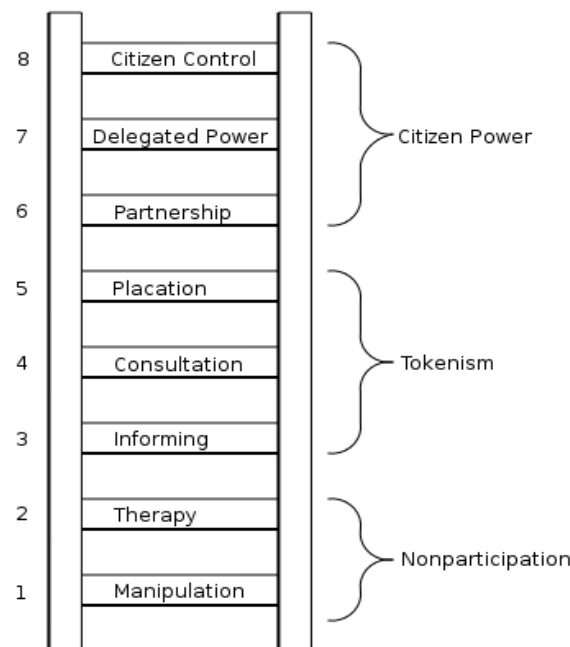 8 Citizen Control
7 Delegated Power
Citizen Power
6 Partnership
5 Placation
4 Consultation
Tokenism
3 Informing
2 Therapy
Nonparticipation
1 Manipulation